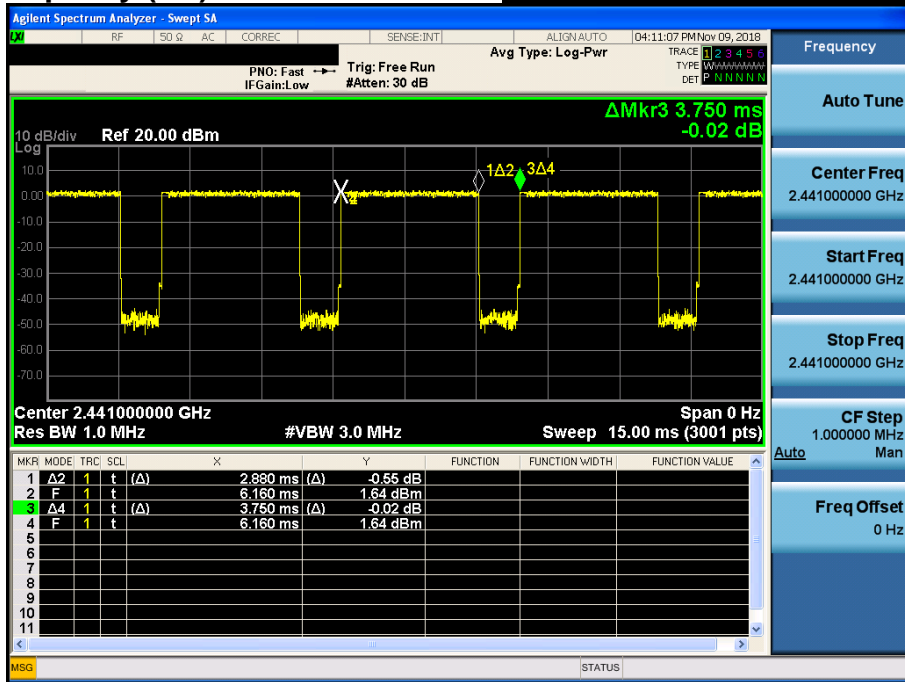 Agilent Spectrum Analyzer - Swept SA
LXI RF 50 Ω AC CORREC SENSE:INT ALIGN AUTO 04:11:07 PM Nov 09, 2018
Avg Type: Log-Pwr
TRACE 1 2 3 4 5 6
TYPE WWWWWW
DET P N N N N N
PNO: Fast
IFGain:Low
Trig: Free Run
#Atten: 30 dB
ΔMkr3 3.750 ms
-0.02 dB
10 dB/div Ref 20.00 dBm
Log
10.0
0.00
-10.0
-20.0
-30.0
-40.0
-50.0
-60.0
-70.0
X 4 1Δ2 3Δ4
Center 2.441000000 GHz Span 0 Hz
Res BW 1.0 MHz #VBW 3.0 MHz Sweep 15.00 ms (3001 pts)
MKR MODE TRC SCL X Y FUNCTION FUNCTION WIDTH FUNCTION VALUE
1 Δ2 1 t (Δ) 2.880 ms (Δ) -0.55 dB
2 F 1 t 6.160 ms 1.64 dBm
3 Δ4 1 t (Δ) 3.750 ms (Δ) -0.02 dB
4 F 1 t 6.160 ms 1.64 dBm
5
6
7
8
9
10
11
MSG STATUS
Frequency
Auto Tune
Center Freq
2.441000000 GHz
Start Freq
2.441000000 GHz
Stop Freq
2.441000000 GHz
CF Step
1.000000 MHz
Auto Man
Freq Offset
0 Hz